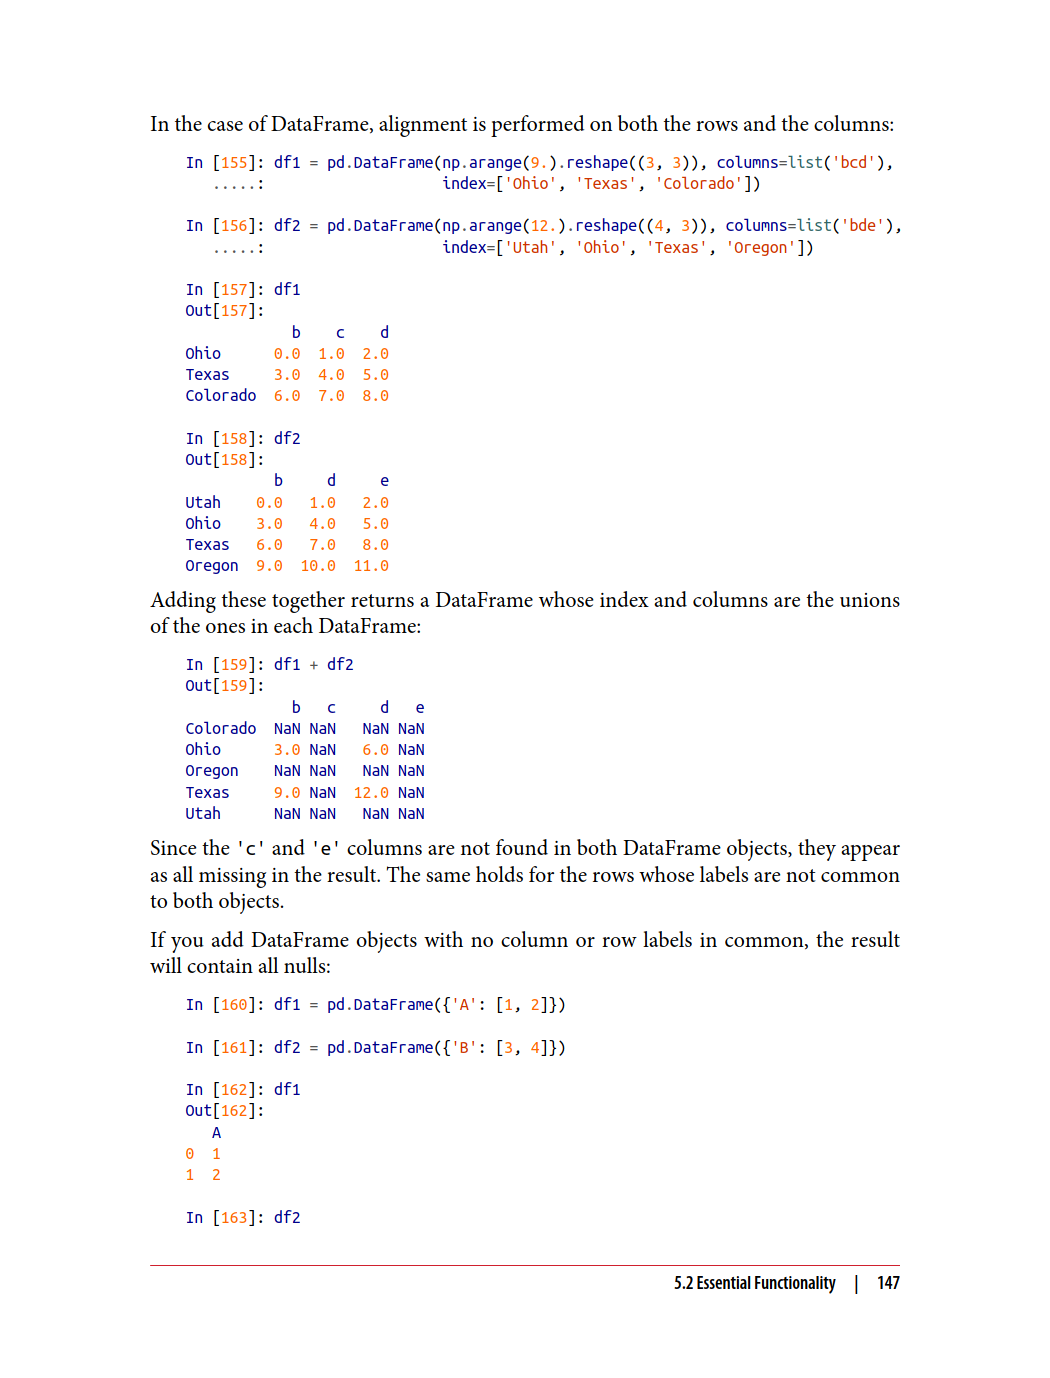 In the case of DataFrame, alignment is performed on both the rows and the columns:
In [155]: df1 = pd.DataFrame(np.arange(9.).reshape((3, 3)), columns=list('bcd'),
   .....:                    index=['Ohio', 'Texas', 'Colorado'])
In [156]: df2 = pd.DataFrame(np.arange(12.).reshape((4, 3)), columns=list('bde'),
   .....:                    index=['Utah', 'Ohio', 'Texas', 'Oregon'])
In [157]: df1
Out[157]:
            b    c    d
Ohio      0.0  1.0  2.0
Texas     3.0  4.0  5.0
Colorado  6.0  7.0  8.0
In [158]: df2
Out[158]:
          b     d     e
Utah    0.0   1.0   2.0
Ohio    3.0   4.0   5.0
Texas   6.0   7.0   8.0
Oregon  9.0  10.0  11.0
Adding these together returns a DataFrame whose index and columns are the unions
of the ones in each DataFrame:
In [159]: df1 + df2
Out[159]:
            b   c     d   e
Colorado  NaN NaN   NaN NaN
Ohio      3.0 NaN   6.0 NaN
Oregon    NaN NaN   NaN NaN
Texas     9.0 NaN  12.0 NaN
Utah      NaN NaN   NaN NaN
Since the 'c' and 'e' columns are not found in both DataFrame objects, they appear
as all missing in the result. The same holds for the rows whose labels are not common
to both objects.
If you add DataFrame objects with no column or row labels in common, the result
will contain all nulls:
In [160]: df1 = pd.DataFrame({'A': [1, 2]})
In [161]: df2 = pd.DataFrame({'B': [3, 4]})
In [162]: df1
Out[162]:
   A
0  1
1  2
In [163]: df2
5.2 Essential Functionality | 147